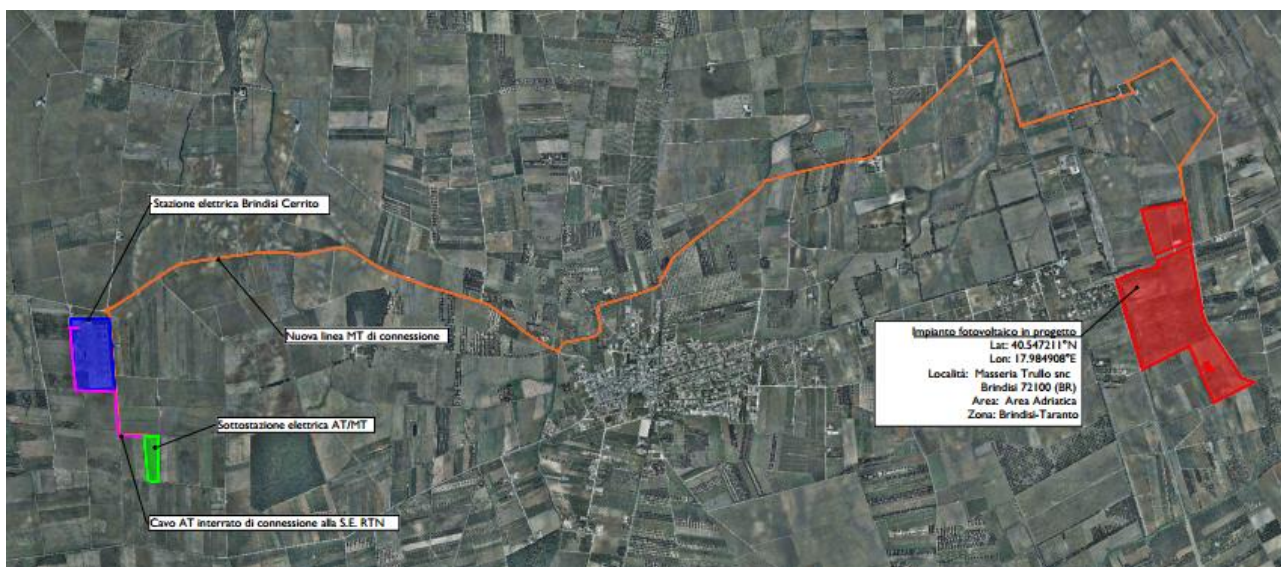 Stazione elettrica Brindisi Cerrito
Nuova linea MT di connessione
Impianto fotovoltaico in progetto
Lat: 40.547211°N
Lon: 17.984908°E
Località: Masseria Trullo snc
Brindisi 72100 (BR)
Area: Area Adriatica
Zona: Brindisi-Taranto
Sottostazione elettrica AT/MT
Cavo AT interrato di connessione alla S.E. RTN